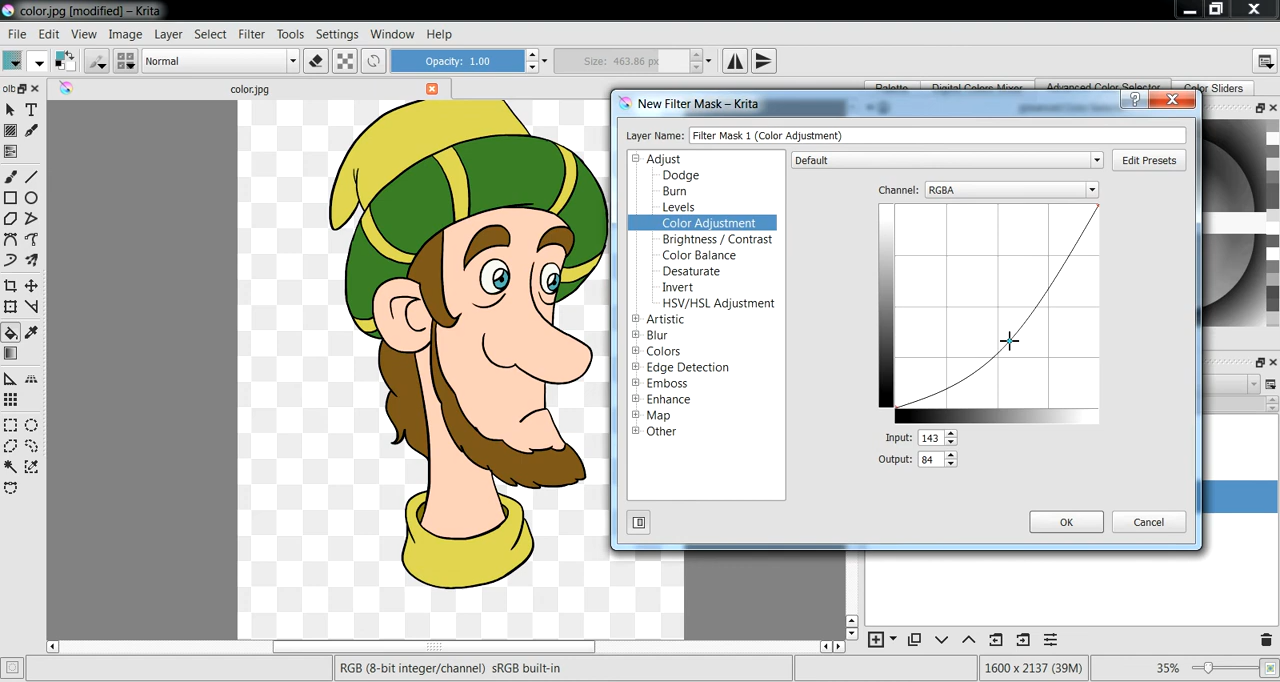 color.jpg [modified] – Krita
File Edit View Image Layer Select Filter Tools Settings Window Help
Normal Opacity: 1.00 Size: 463.86 px
color.jpg
Palette Digital Colors Mixer Advanced Color Selector Color Sliders
New Filter Mask – Krita
Layer Name: Filter Mask 1 (Color Adjustment)
Adjust
Dodge
Burn
Levels
Color Adjustment
Brightness / Contrast
Color Balance
Desaturate
Invert
HSV/HSL Adjustment
Artistic
Blur
Colors
Edge Detection
Emboss
Enhance
Map
Other
Default Edit Presets
Channel: RGBA
Input: 143
Output: 84
OK Cancel
RGB (8-bit integer/channel) sRGB built-in 1600 x 2137 (39M) 35%